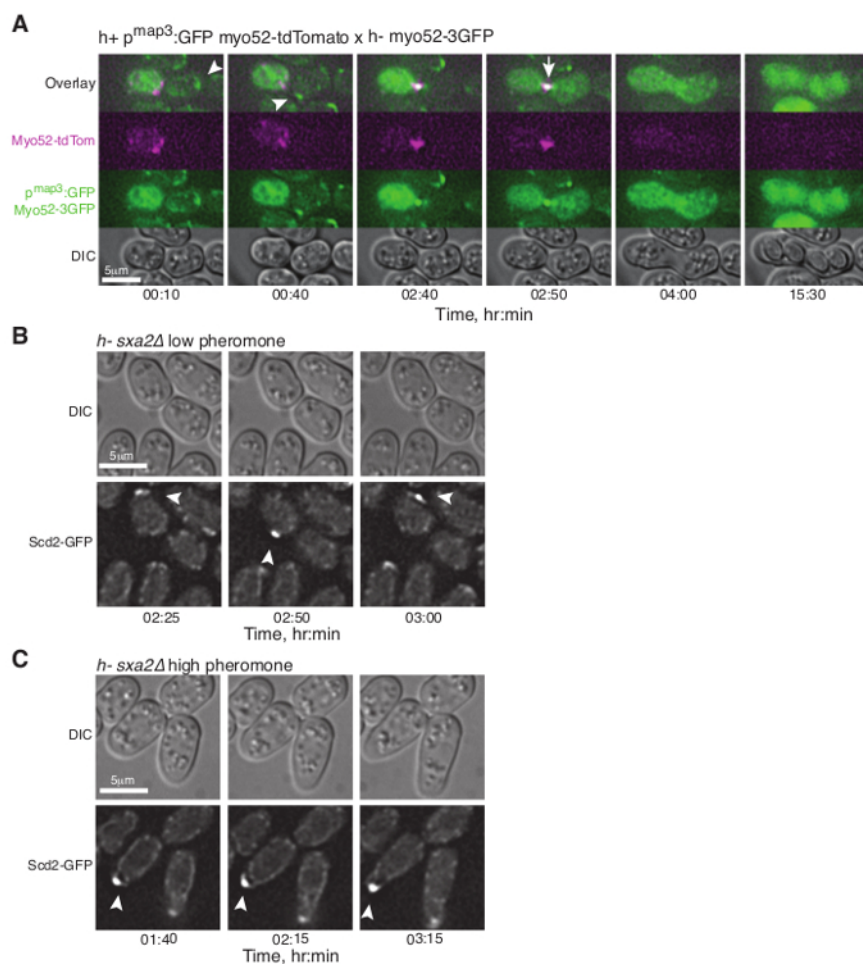 A
h+ pmap3:GFP myo52-tdTomato x h- myo52-3GFP
Overlay
Myo52-tdTom
pmap3:GFP
Myo52-3GFP
DIC
5μm
00:10 00:40 02:40 02:50 04:00 15:30
Time, hr:min
B
h- sxa2Δ low pheromone
DIC
5μm
Scd2-GFP
02:25 02:50 03:00
Time, hr:min
C
h- sxa2Δ high pheromone
DIC
5μm
Scd2-GFP
01:40 02:15 03:15
Time, hr:min